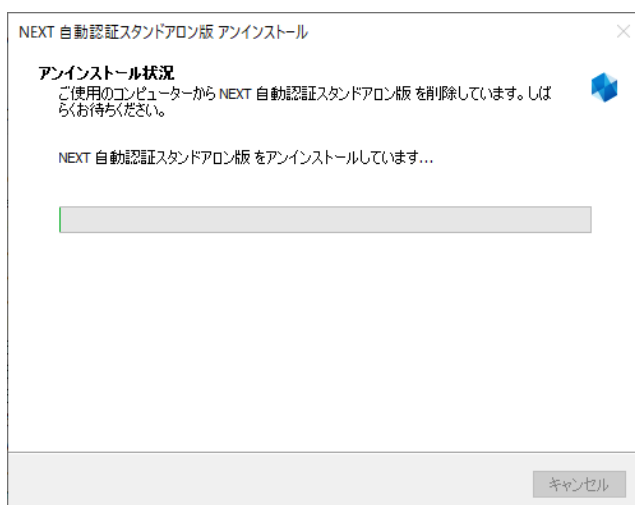 NEXT 自動認証スタンドアロン版 アンインストール
アンインストール状況
ご使用のコンピューターから NEXT 自動認証スタンドアロン版 を削除しています。しば
らくお待ちください。
NEXT 自動認証スタンドアロン版 をアンインストールしています...
キャンセル